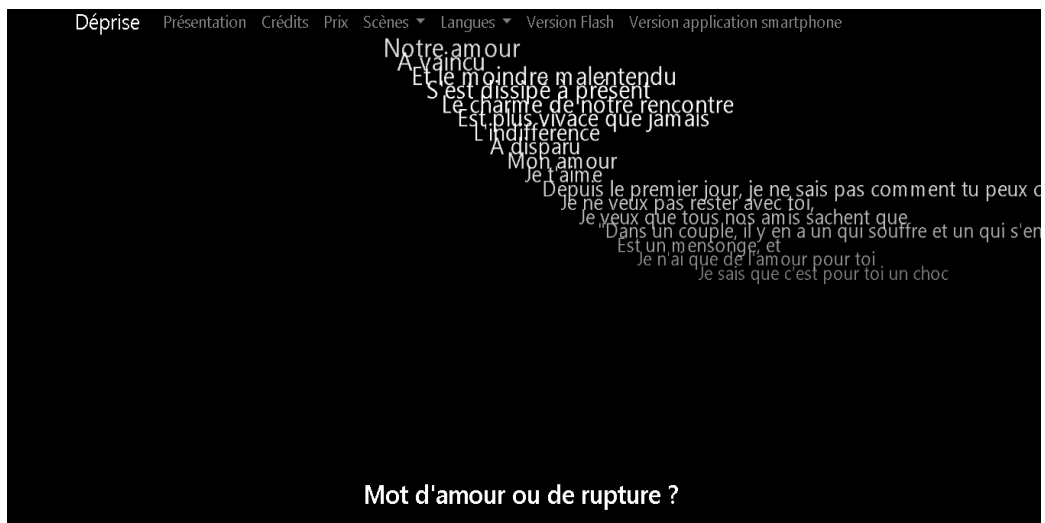 Déprise Présentation Crédits Prix Scènes Langues Version Flash Version application smartphone
Notre amour
A vaincu
Et le moindre malentendu
S'est dissipé à présent
Le charme de notre rencontre
Est plus vivace que jamais
L'indifférence
A disparu
Mon amour
Je t'aime
Depuis le premier jour, je ne sais pas comment tu peux c
Je ne veux pas rester avec toi,
Je veux que tous nos amis sachent que
"Dans un couple, il y en a un qui souffre et un qui s'en
Est un mensonge, et
Je n'ai que de l'amour pour toi
Je sais que c'est pour toi un choc
Mot d'amour ou de rupture ?